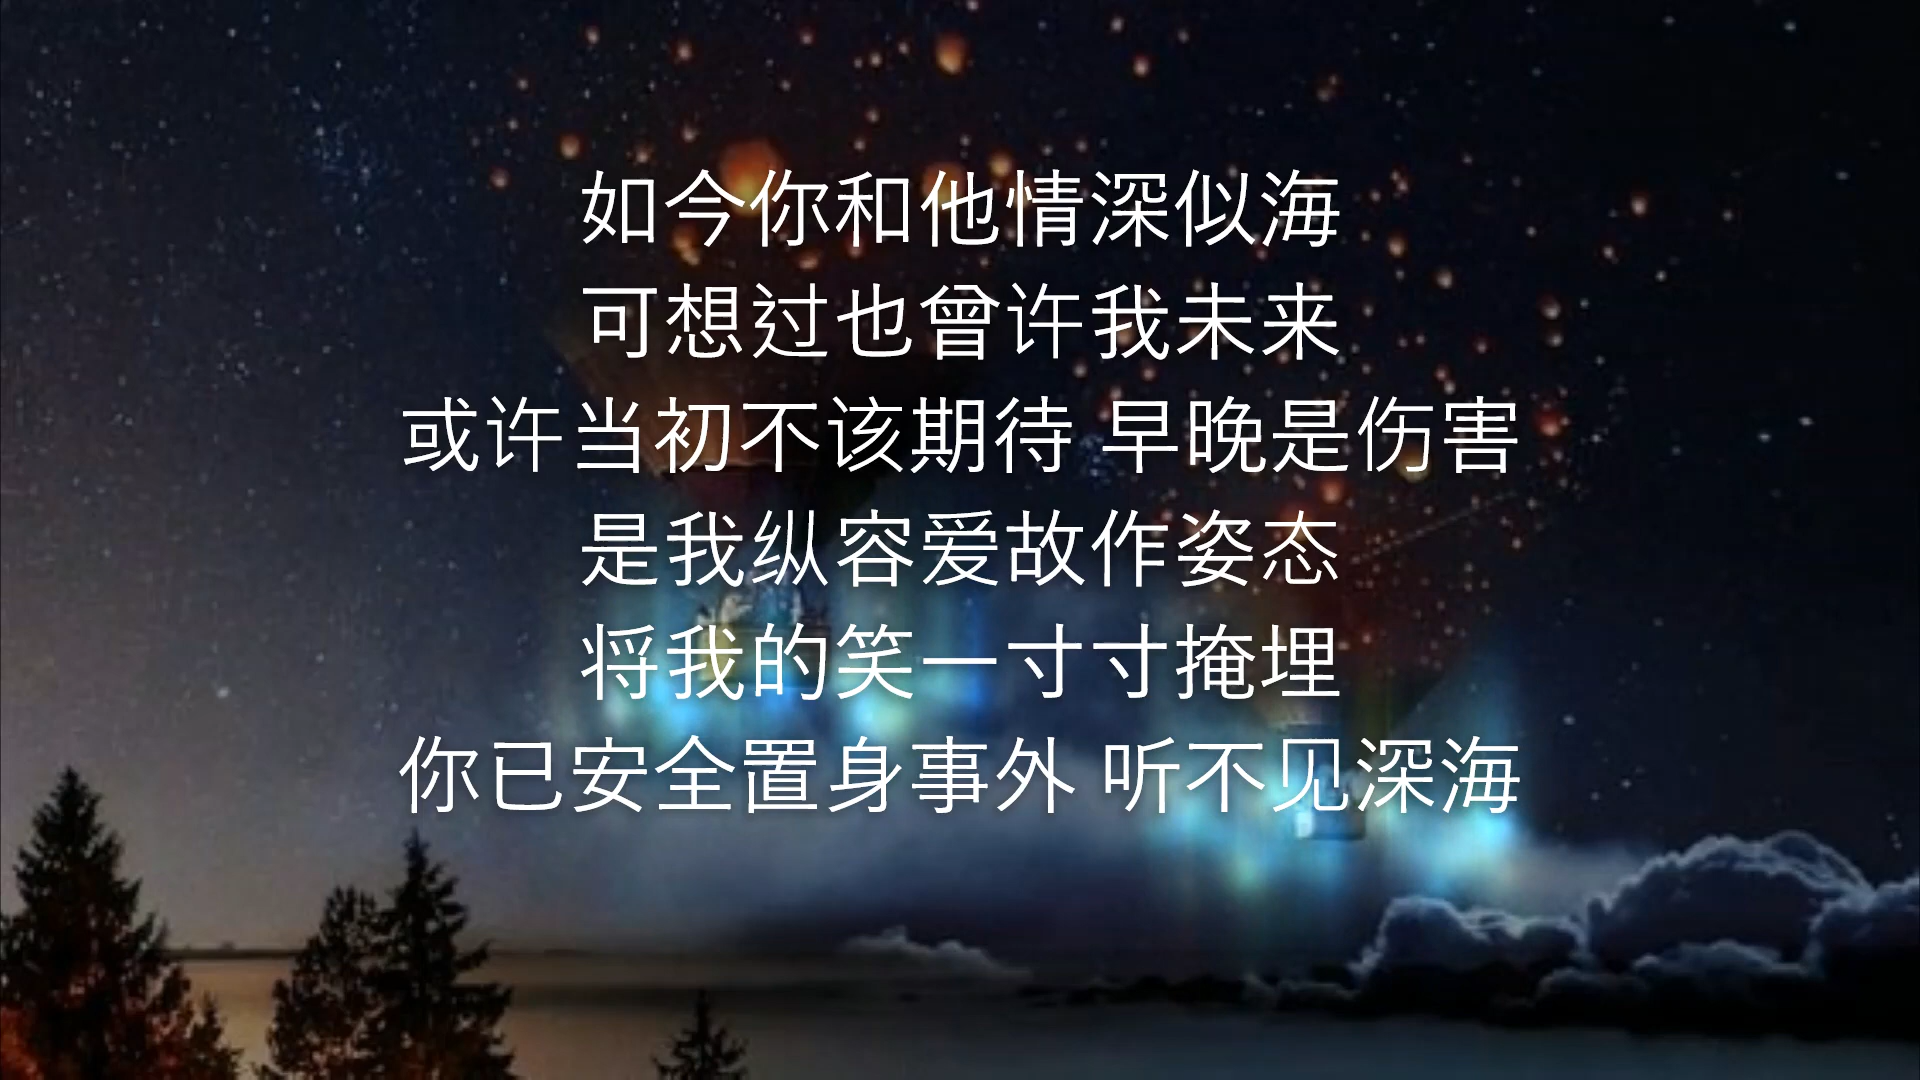 如今你和他情深似海
可想过也曾许我未来
或许当初不该期待 早晚是伤害
是我纵容爱故作姿态
将我的笑一寸寸掩埋
你已安全置身事外 听不见深海